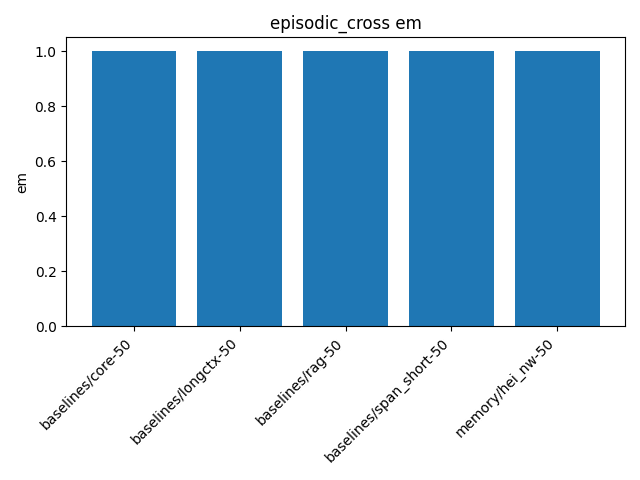 episodic_cross em
em
1.0
0.8
0.6
0.4
0.2
0.0
baselines/core-50
baselines/longctx-50
baselines/rag-50
baselines/span_short-50
memory/hei_nw-50